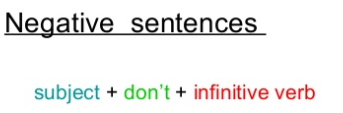 Negative sentences
subject + don't + infinitive verb